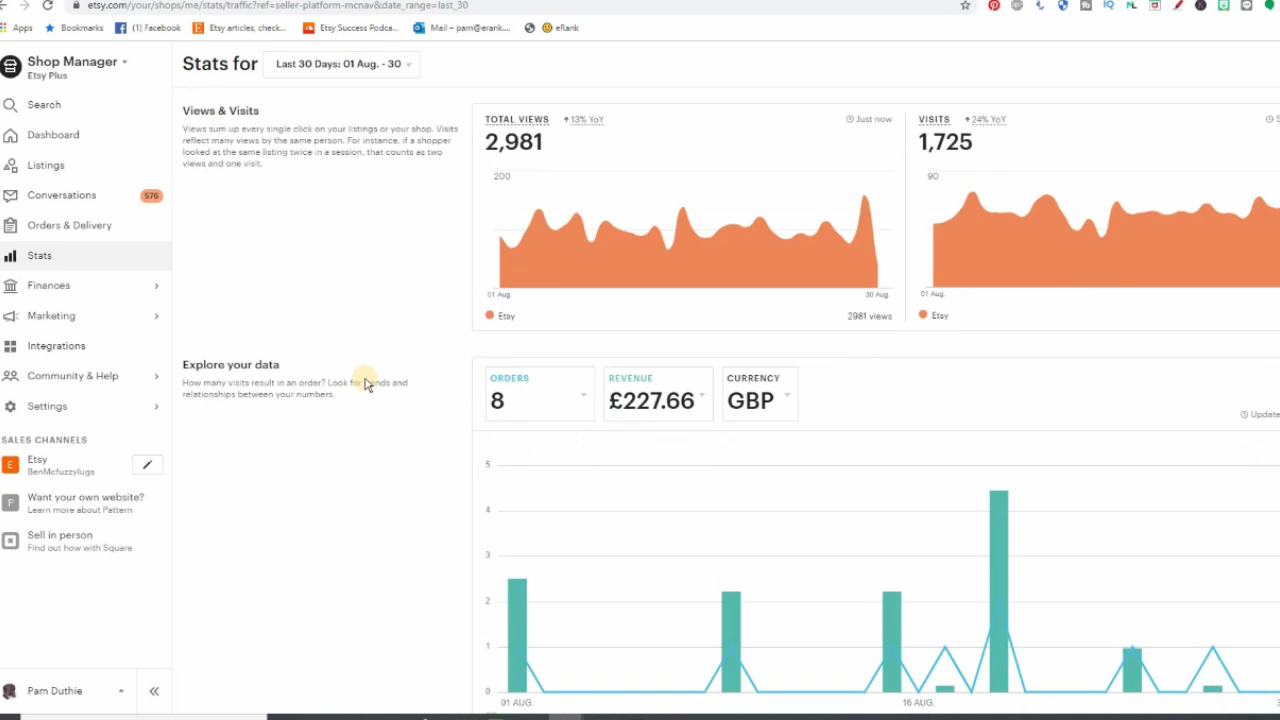 etsy.com/your/shops/me/stats/traffic?ref=seller-platform-mcnav&date_range=last_30
Apps
Bookmarks
(1) Facebook
Etsy articles, check...
Etsy Success Podca...
Mail – pam@erank....
eRank
Shop Manager
Etsy Plus
Search
Dashboard
Listings
Conversations 576
Orders & Delivery
Stats
Finances
Marketing
Integrations
Community & Help
Settings
SALES CHANNELS
E
Etsy
BenMcfuzzylugs
P
Want your own website?
Learn more about Pattern
Sell in person
Find out how with Square
Pam Duthie
Stats for
Last 30 Days: 01 Aug. - 30
Views & Visits
Views sum up every single click on your listings or your shop. Visits
reflect many views by the same person. For instance, if a shopper
looked at the same listing twice in a session, that counts as two
views and one visit.
TOTAL VIEWS 13% YoY Just now
2,981
200
01 Aug. 30 Aug.
Etsy 2981 views
VISITS 24% YoY
1,725
90
01 Aug.
Etsy
Explore your data
How many visits result in an order? Look for trends and
relationships between your numbers.
ORDERS
8
REVENUE
£227.66
CURRENCY
GBP
Update
5
4
3
2
1
0
01 AUG. 16 AUG.